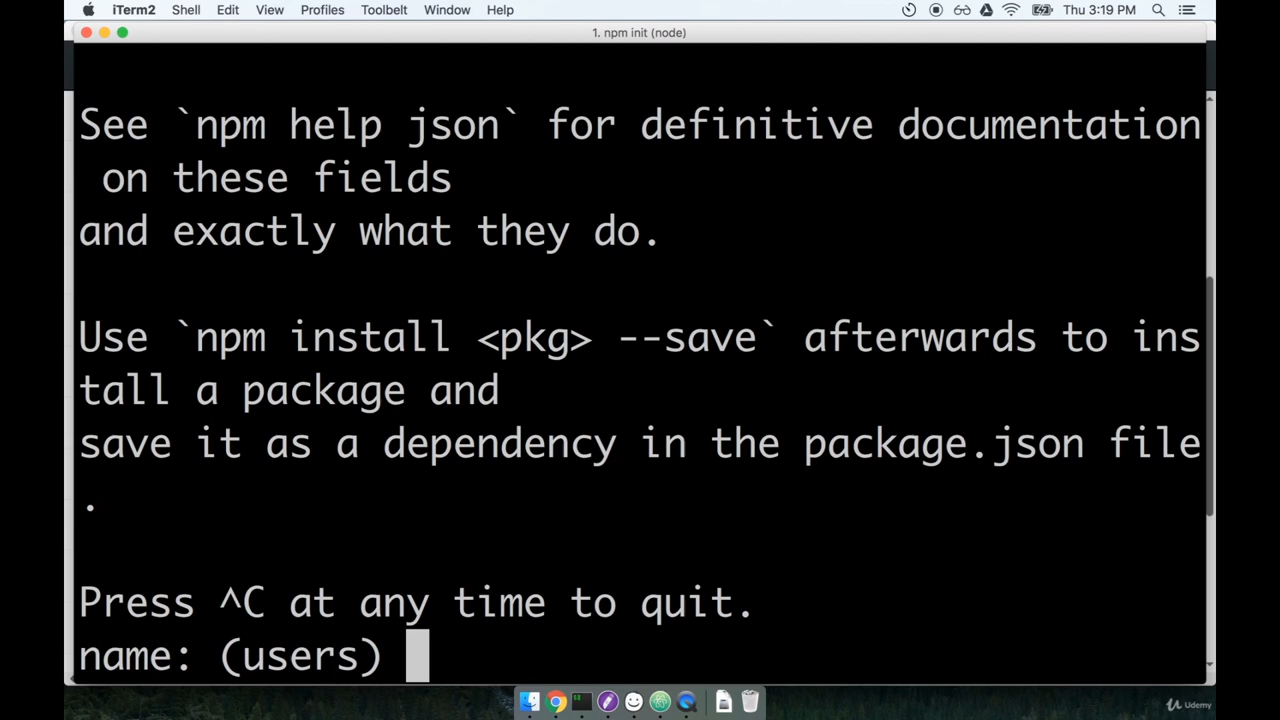 iTerm2 Shell Edit View Profiles Toolbelt Window Help Thu 3:19 PM
1. npm init (node)
See `npm help json` for definitive documentation
 on these fields
and exactly what they do.
Use `npm install <pkg> --save` afterwards to ins
tall a package and
save it as a dependency in the package.json file
.
Press ^C at any time to quit.
name: (users)
Udemy